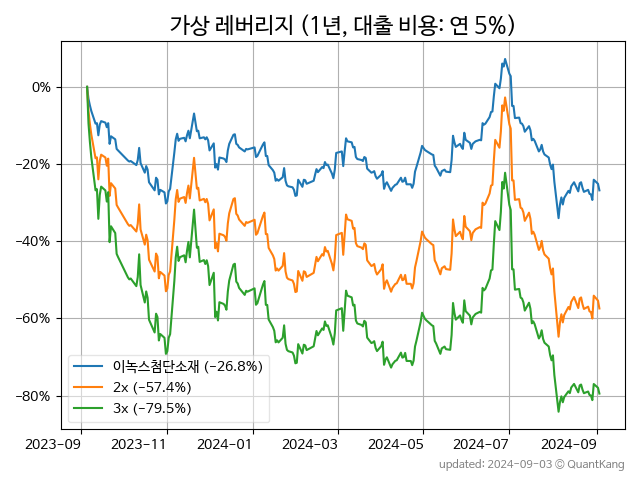 가상 레버리지 (1년, 대출 비용: 연 5%)
0%
−20%
−40%
−60%
−80%
이녹스첨단소재 (−26.8%)
2x (−57.4%)
3x (−79.5%)
2023-09 2023-11 2024-01 2024-03 2024-05 2024-07 2024-09
updated: 2024-09-03 © QuantKang